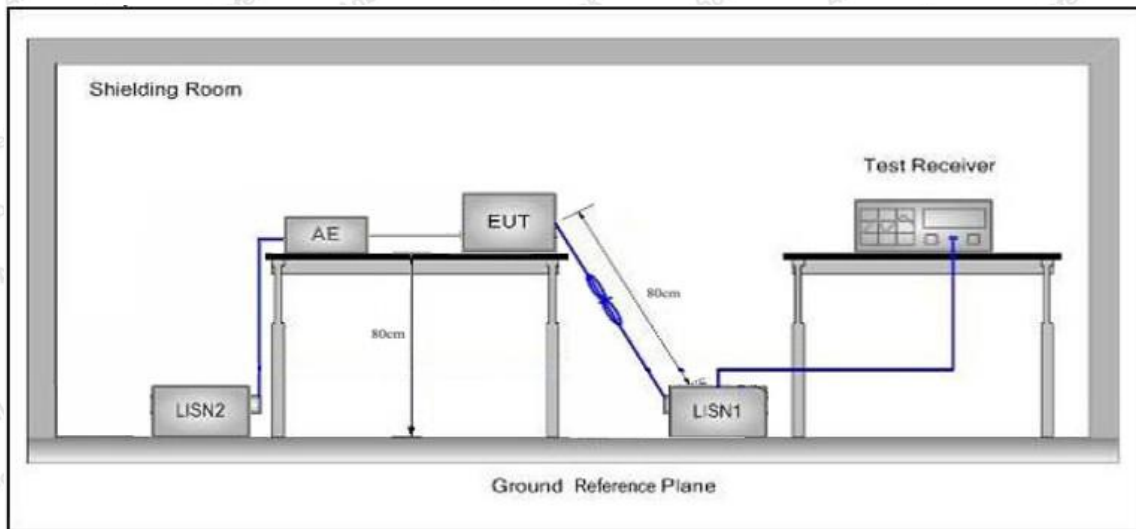 Shielding Room
Test Receiver
EUT
AE
80cm
80cm
LISN2
LISN1
Ground Reference Plane